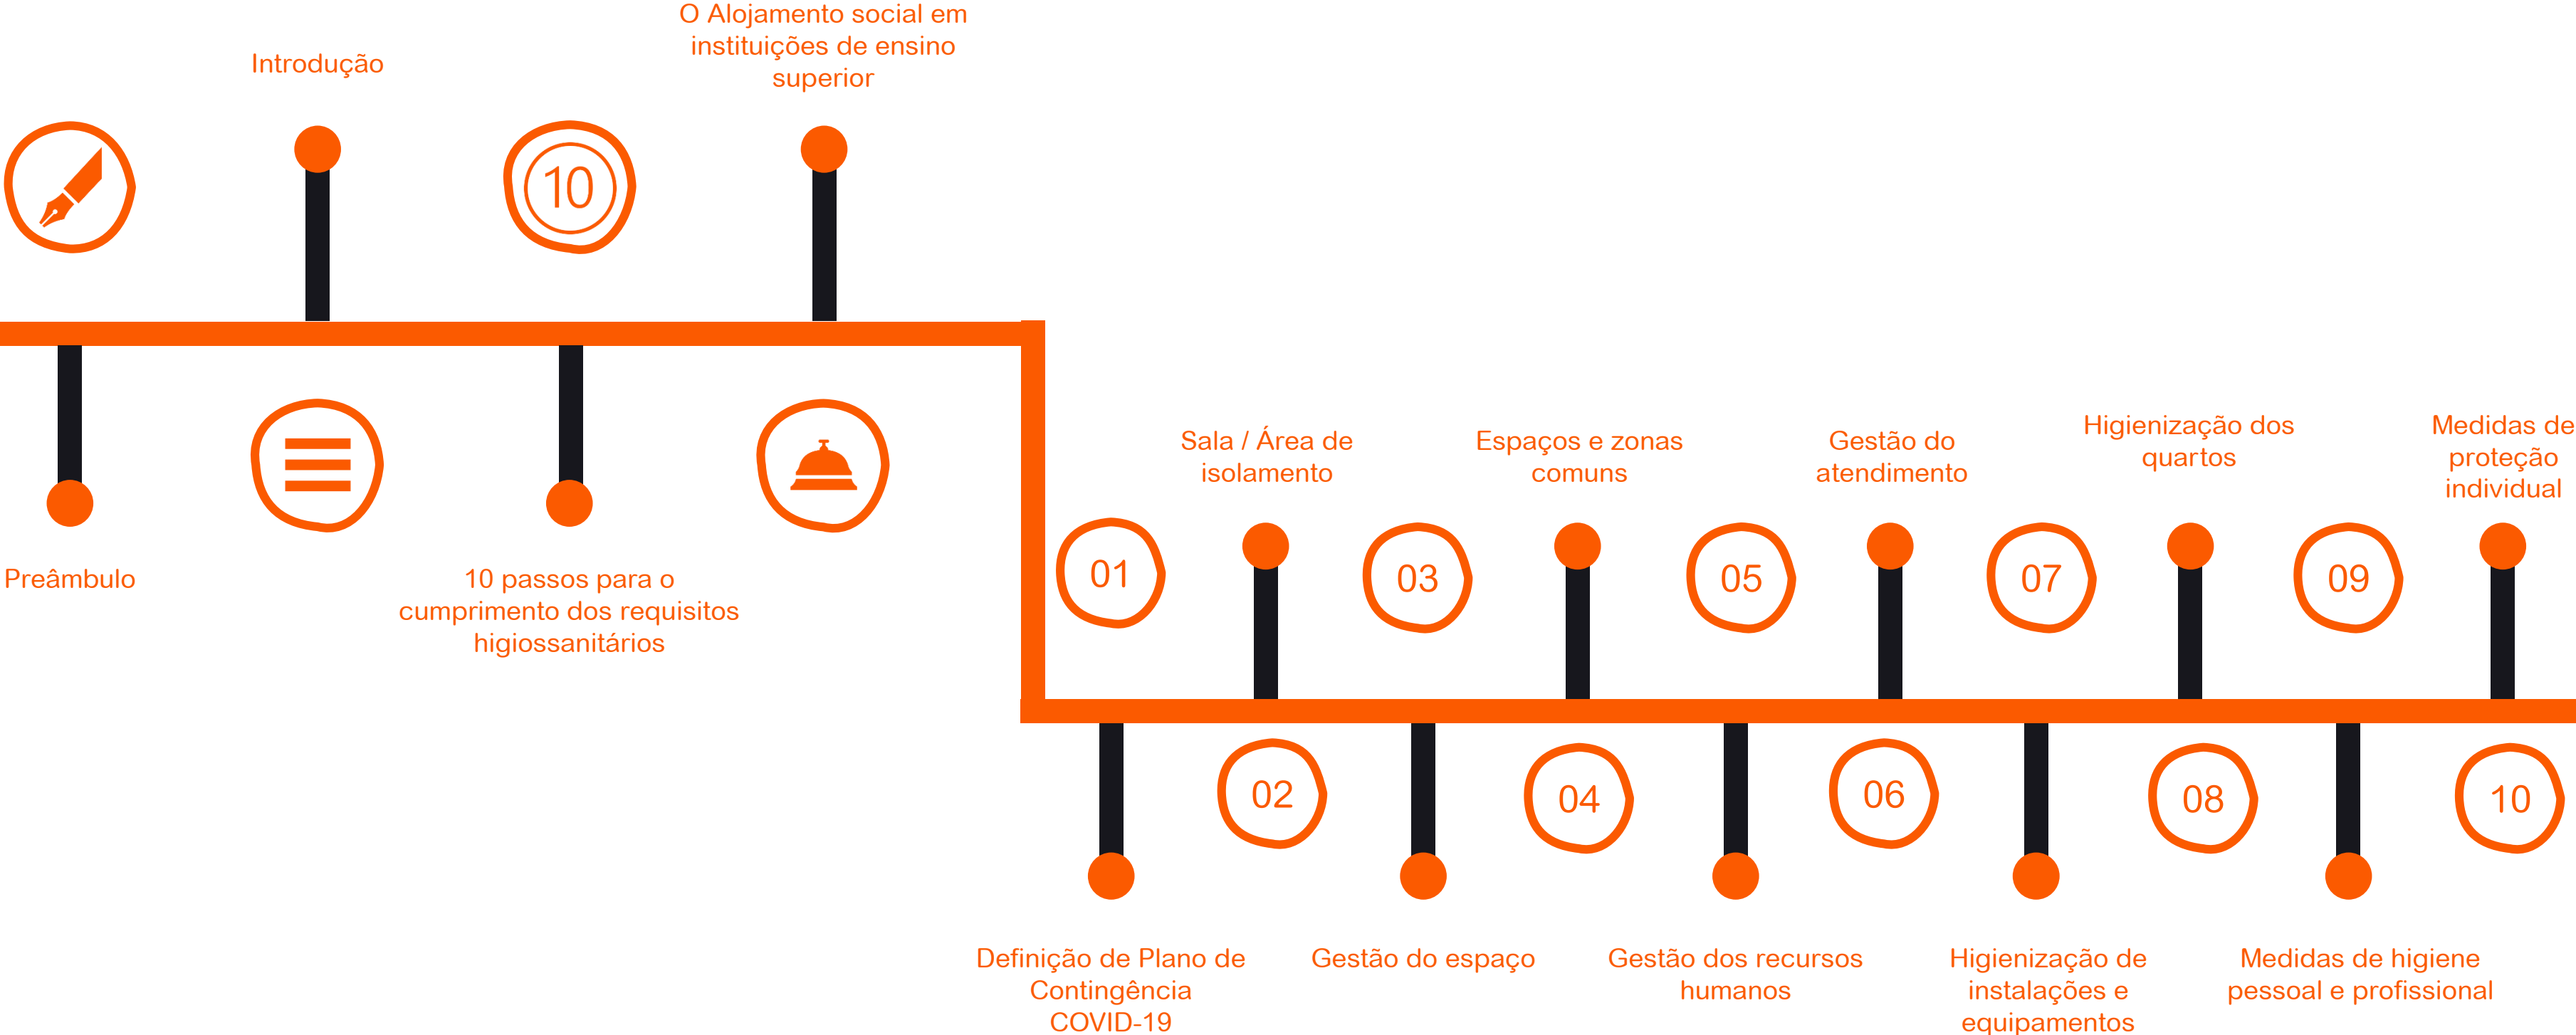 O Alojamento social em
instituições de ensino
superior
Introdução
10
Preâmbulo
10 passos para o
cumprimento dos requisitos
higiossanitários
01
Definição de Plano de
Contingência
COVID-19
Sala / Área de
isolamento
02
03
Gestão do espaço
Espaços e zonas
comuns
04
05
Gestão dos recursos
humanos
Gestão do
atendimento
06
07
Higienização de
instalações e
equipamentos
Higienização dos
quartos
08
09
Medidas de higiene
pessoal e profissional
Medidas de
proteção
individual
10